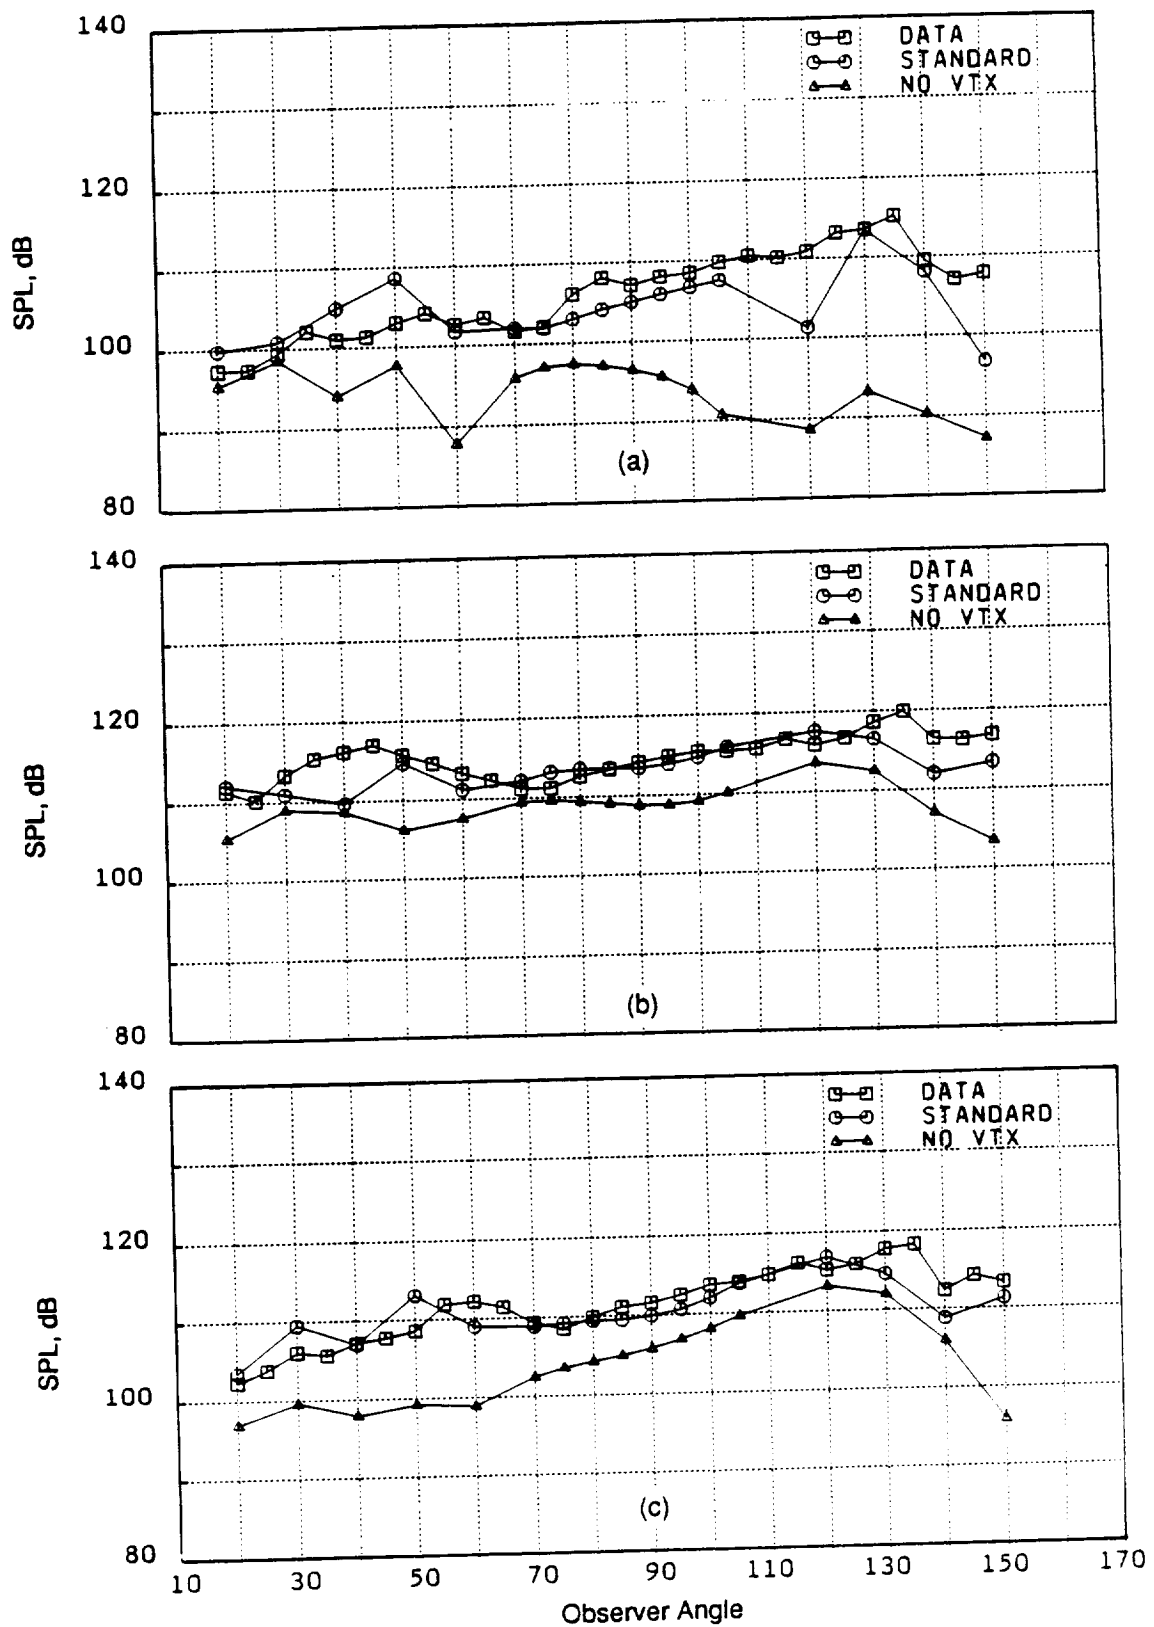 140
120
100
80
SPL, dB
DATA
STANDARD
NO VTX
(a)
140
120
100
80
SPL, dB
DATA
STANDARD
NO VTX
(b)
140
120
100
80
SPL, dB
DATA
STANDARD
NO VTX
(c)
10 30 50 70 90 110 130 150 170
Observer Angle